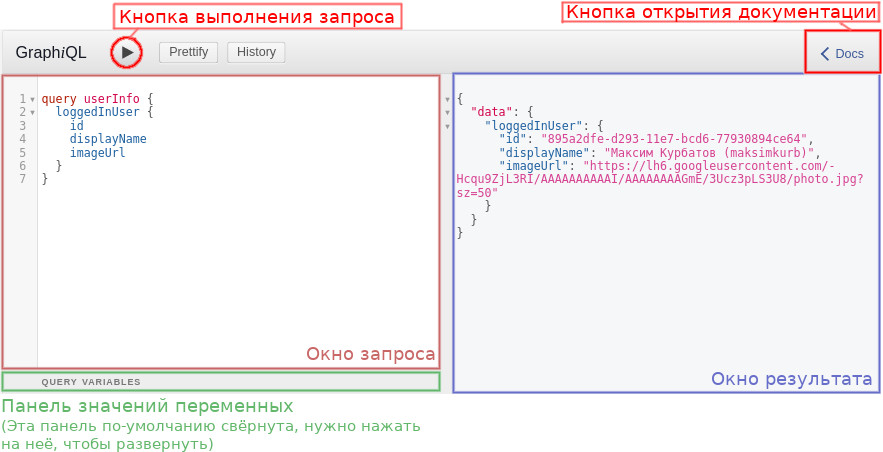 Кнопка выполнения запроса
Кнопка открытия документации
GraphiQL
Prettify
History
Docs
1 query userInfo {
2   loggedInUser {
3     id
4     displayName
5     imageUrl
6   }
7 }
Окно запроса
QUERY VARIABLES
{
  "data": {
    "loggedInUser": {
      "id": "895a2dfe-d293-11e7-bcd6-77930894ce64",
      "displayName": "Максим Курбатов (maksimkurb)",
      "imageUrl": "https://lh6.googleusercontent.com/-
Hcqu9ZjL3RI/AAAAAAAAAAI/AAAAAAAAGmE/3Ucz3pLS3U8/photo.jpg?
sz=50"
    }
  }
}
Окно результата
Панель значений переменных
(Эта панель по-умолчанию свёрнута, нужно нажать
на неё, чтобы развернуть)